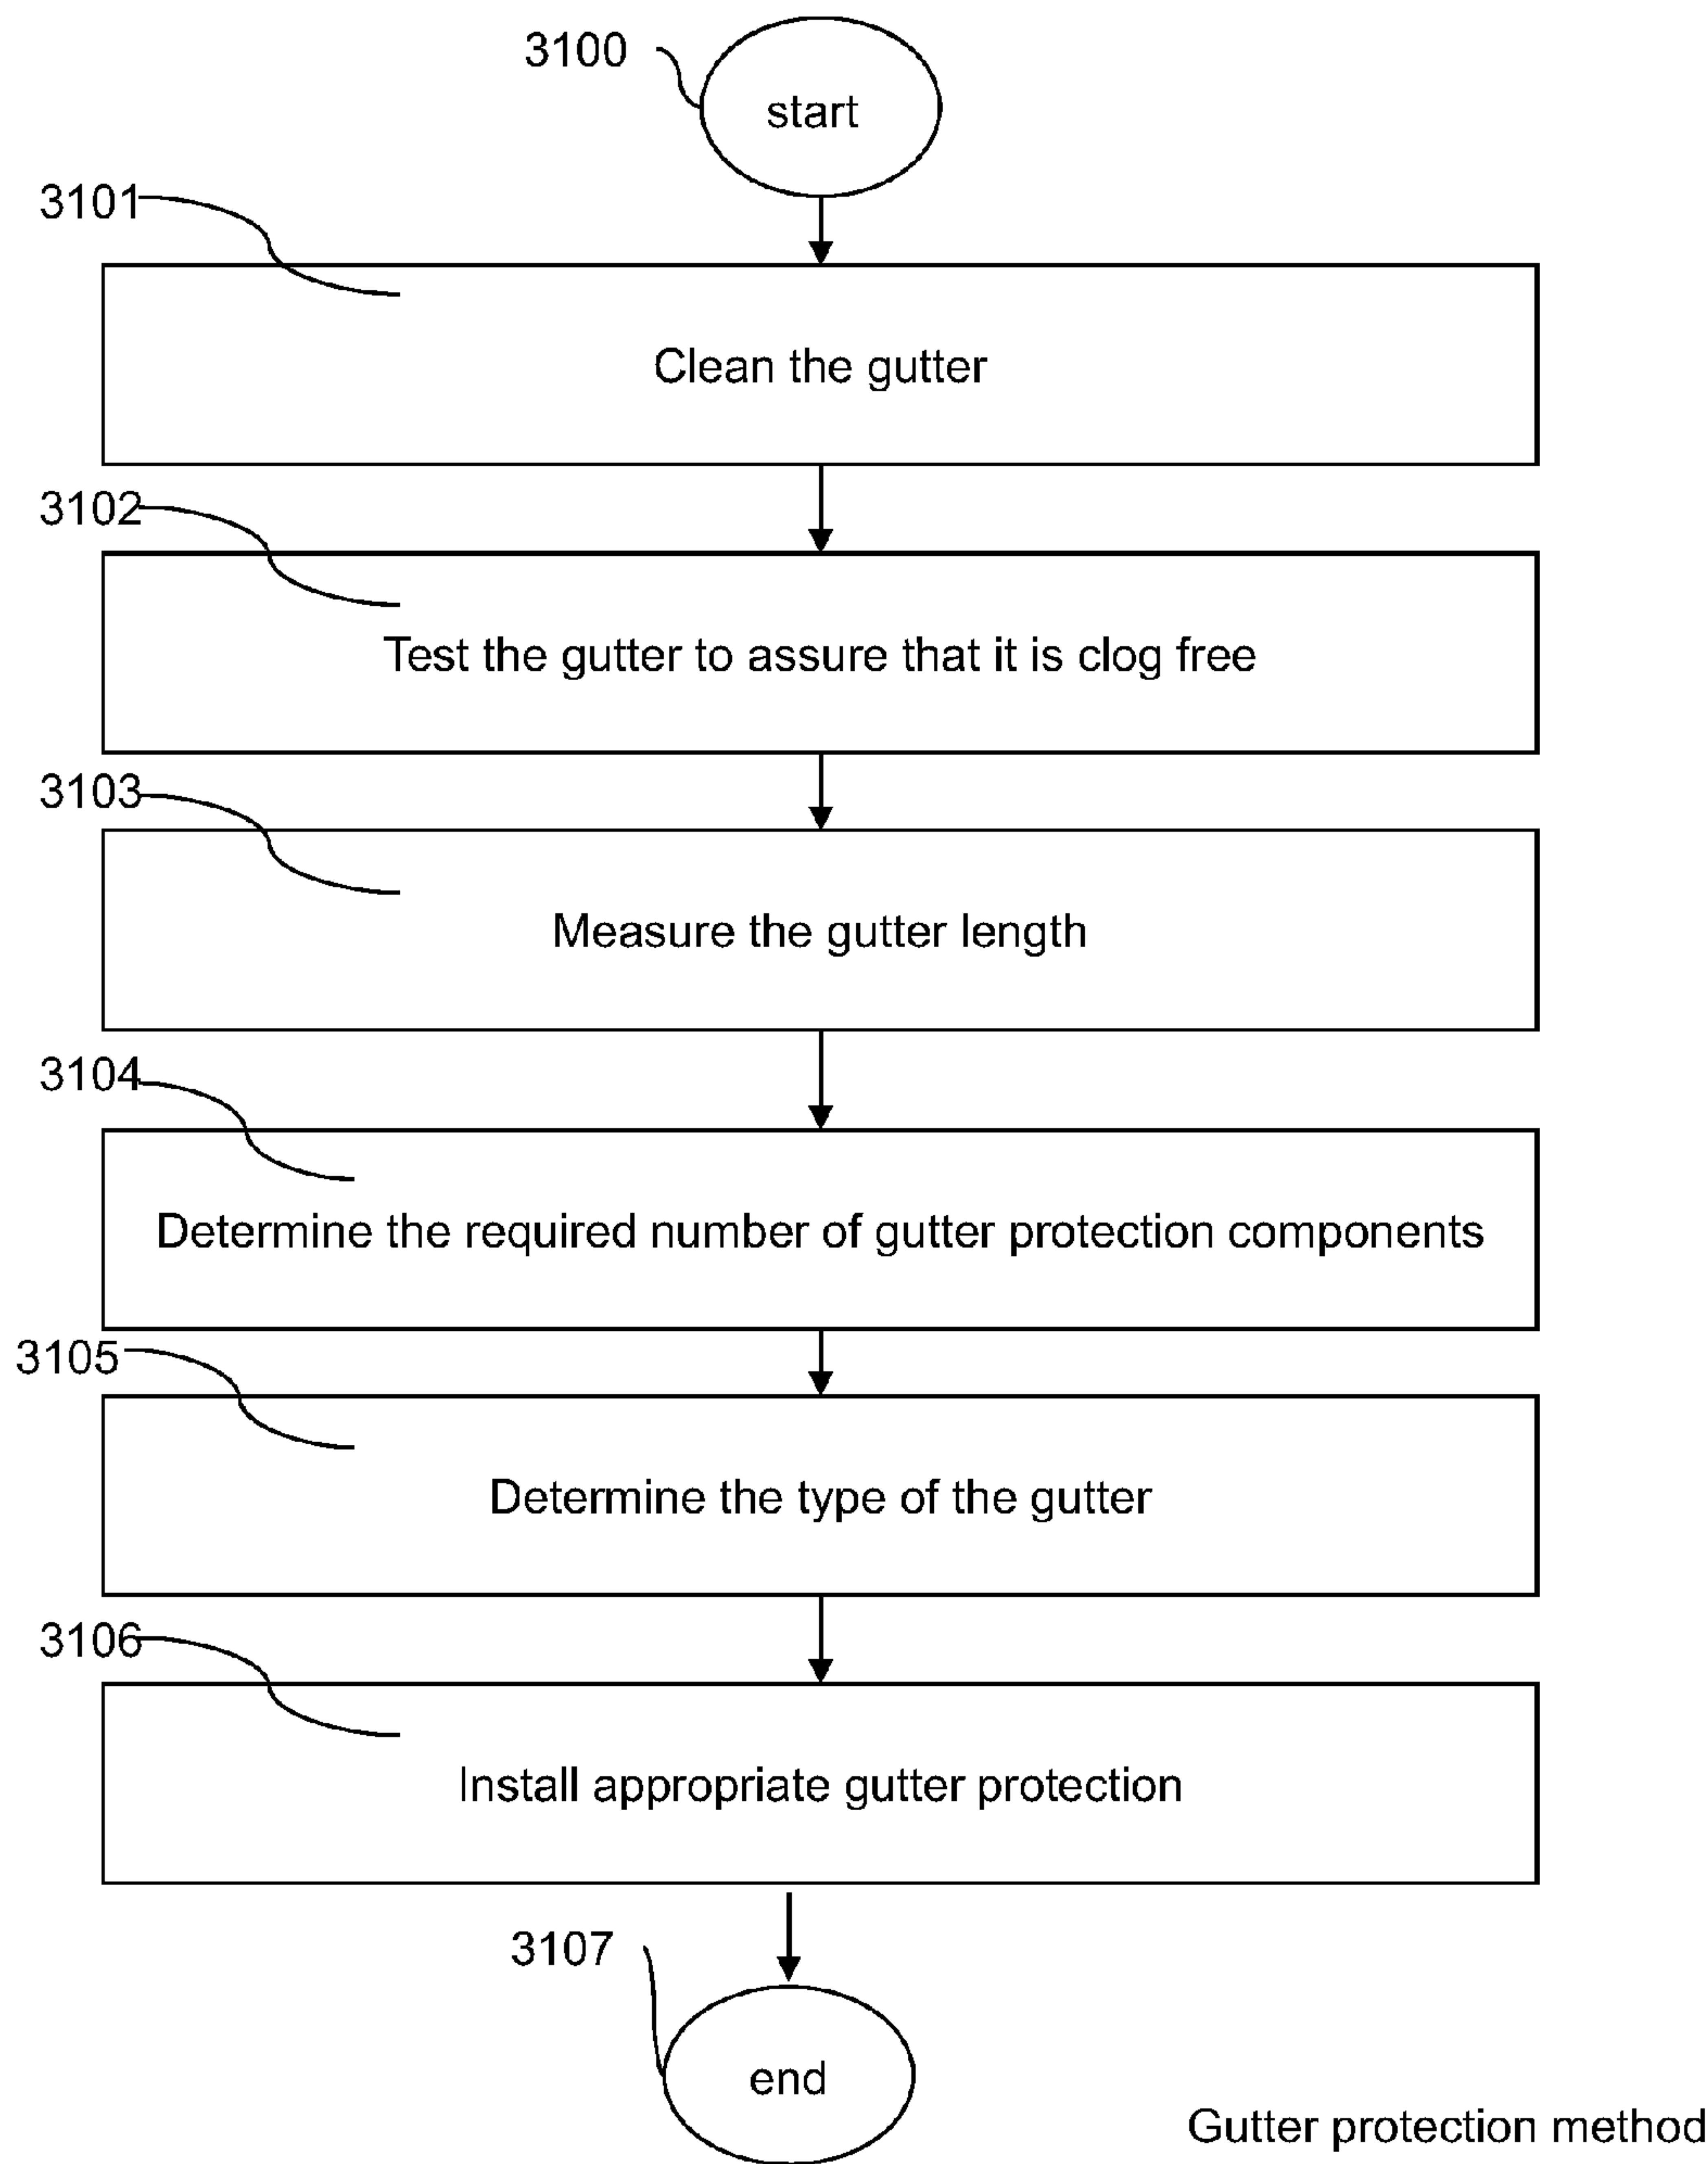 3100
start
3101
Clean the gutter
3102
Test the gutter to assure that it is clog free
3103
Measure the gutter length
3104
Determine the required number of gutter protection components
3105
Determine the type of the gutter
3106
Install appropriate gutter protection
3107
end
Gutter protection method